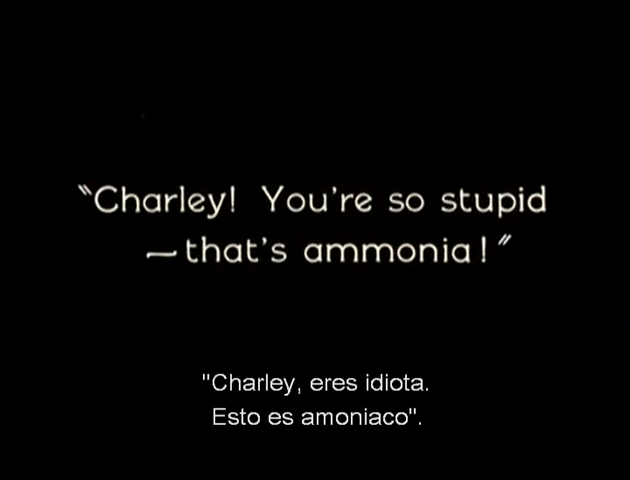 "Charley! You're so stupid
—that's ammonia!"
"Charley, eres idiota.
Esto es amoniaco".